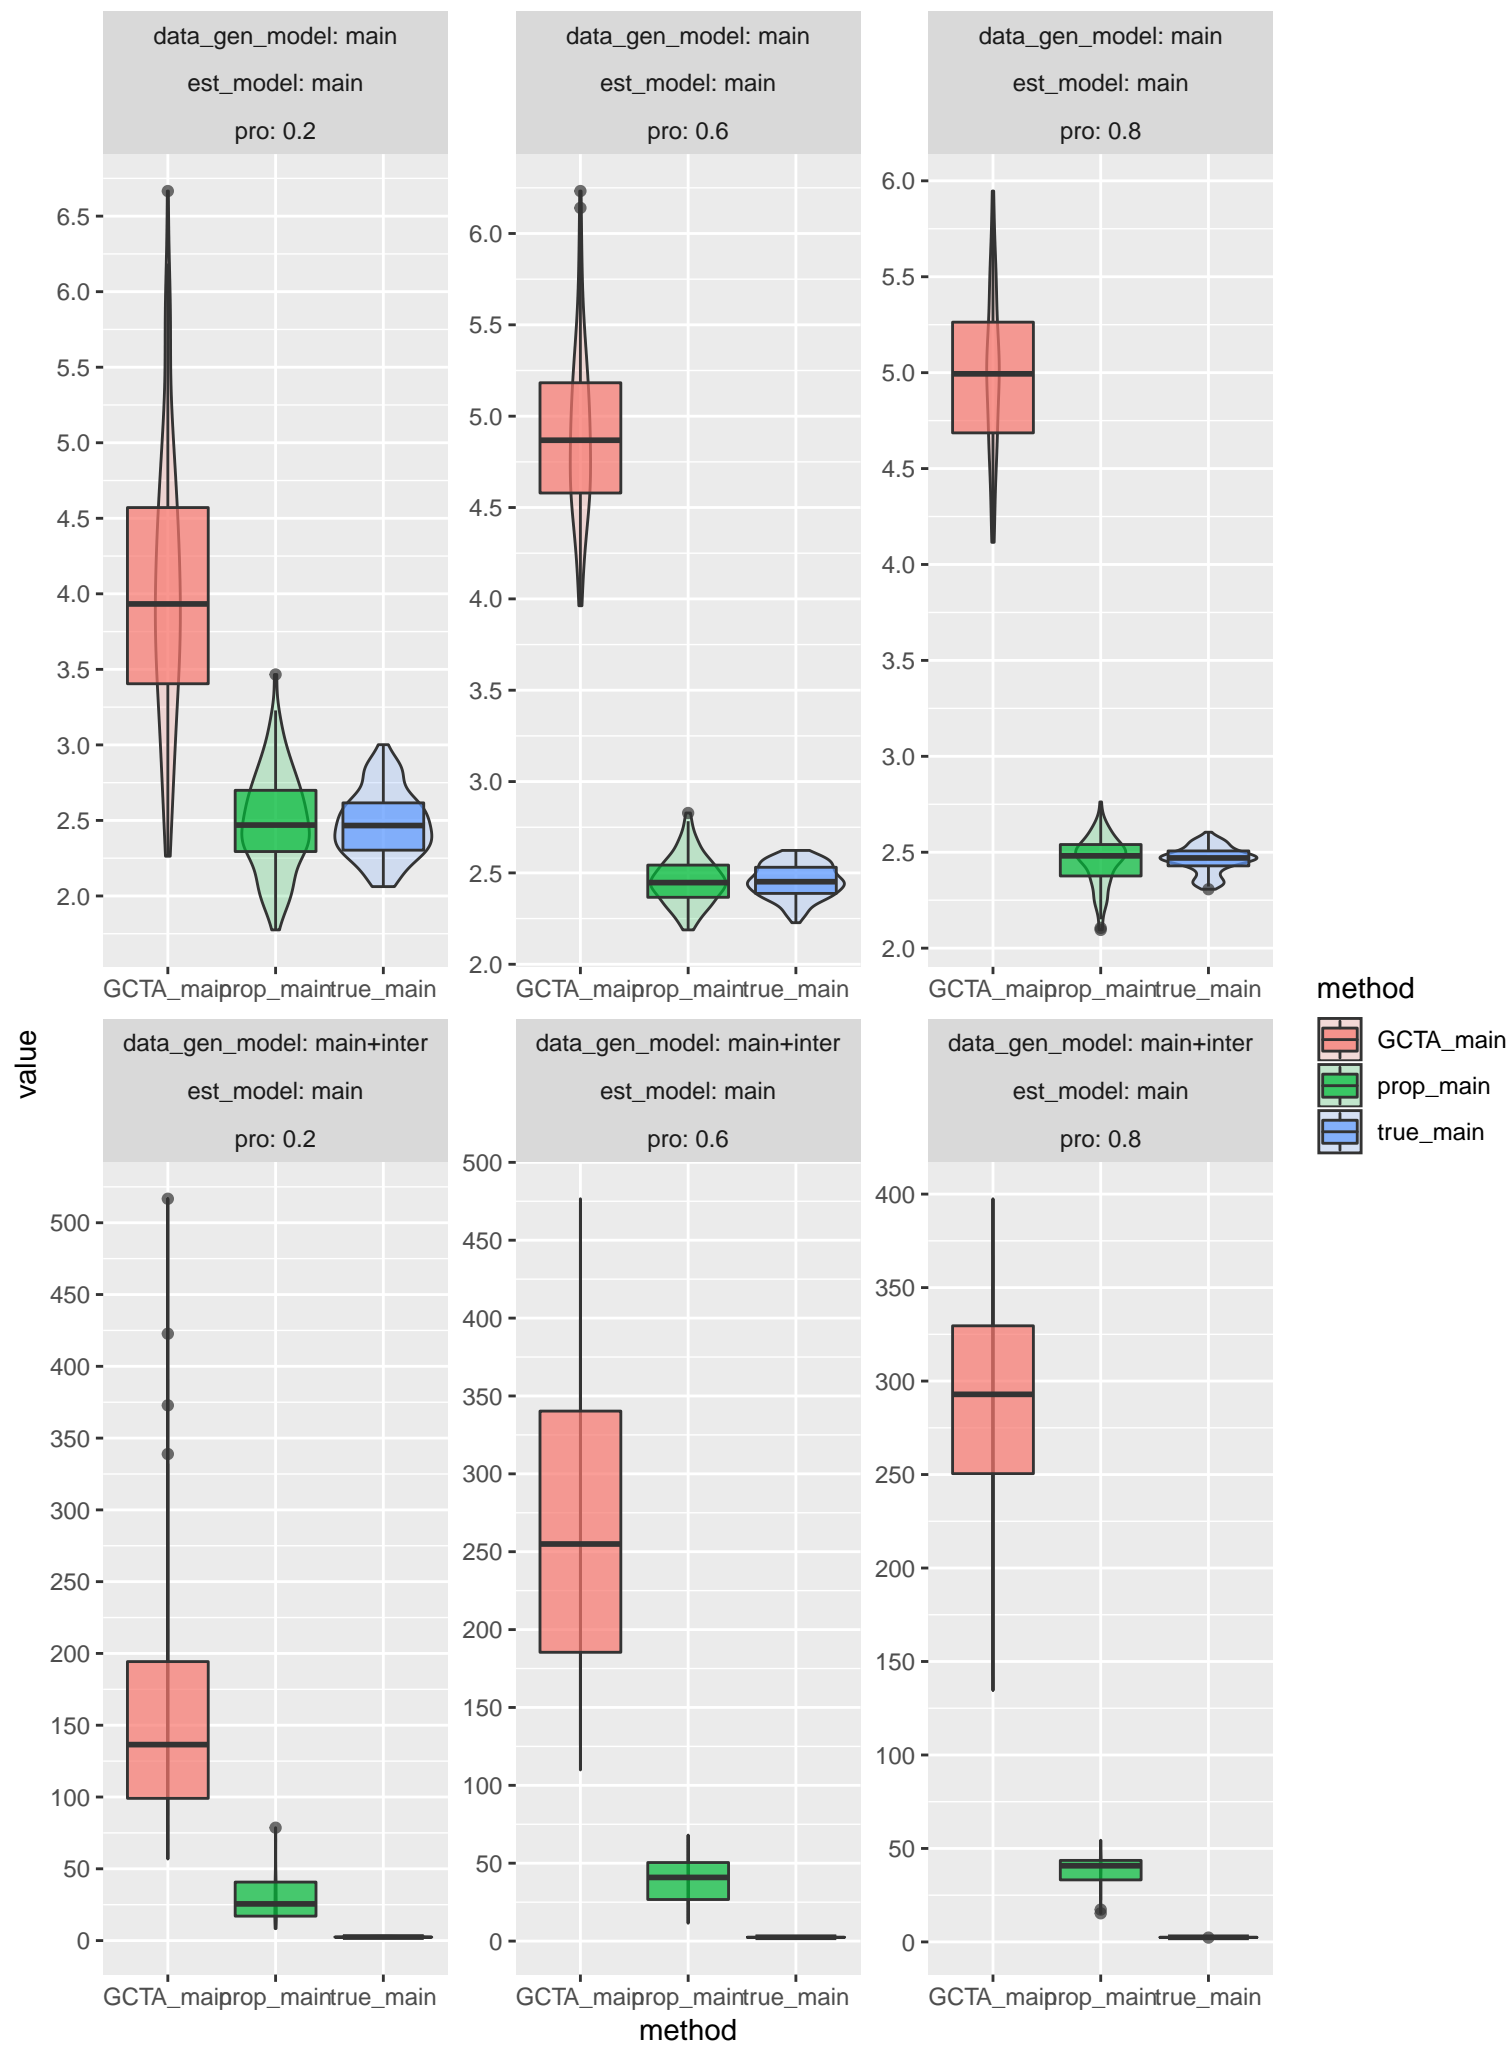 data_gen_model: main
est_model: main
pro: 0.2
data_gen_model: main
est_model: main
pro: 0.6
data_gen_model: main
est_model: main
pro: 0.8
6.5
6.0
5.5
5.0
4.5
4.0
3.5
3.0
2.5
2.0
6.0
5.5
5.0
4.5
4.0
3.5
3.0
2.5
2.0
6.0
5.5
5.0
4.5
4.0
3.5
3.0
2.5
2.0
GCTA_main prop_main true_main
GCTA_main prop_main true_main
GCTA_main prop_main true_main
value
data_gen_model: main+inter
est_model: main
pro: 0.2
data_gen_model: main+inter
est_model: main
pro: 0.6
data_gen_model: main+inter
est_model: main
pro: 0.8
500
450
400
350
300
250
200
150
100
50
0
500
450
400
350
300
250
200
150
100
50
0
400
350
300
250
200
150
100
50
0
GCTA_main prop_main true_main
GCTA_main prop_main true_main
GCTA_main prop_main true_main
method
method
GCTA_main
prop_main
true_main